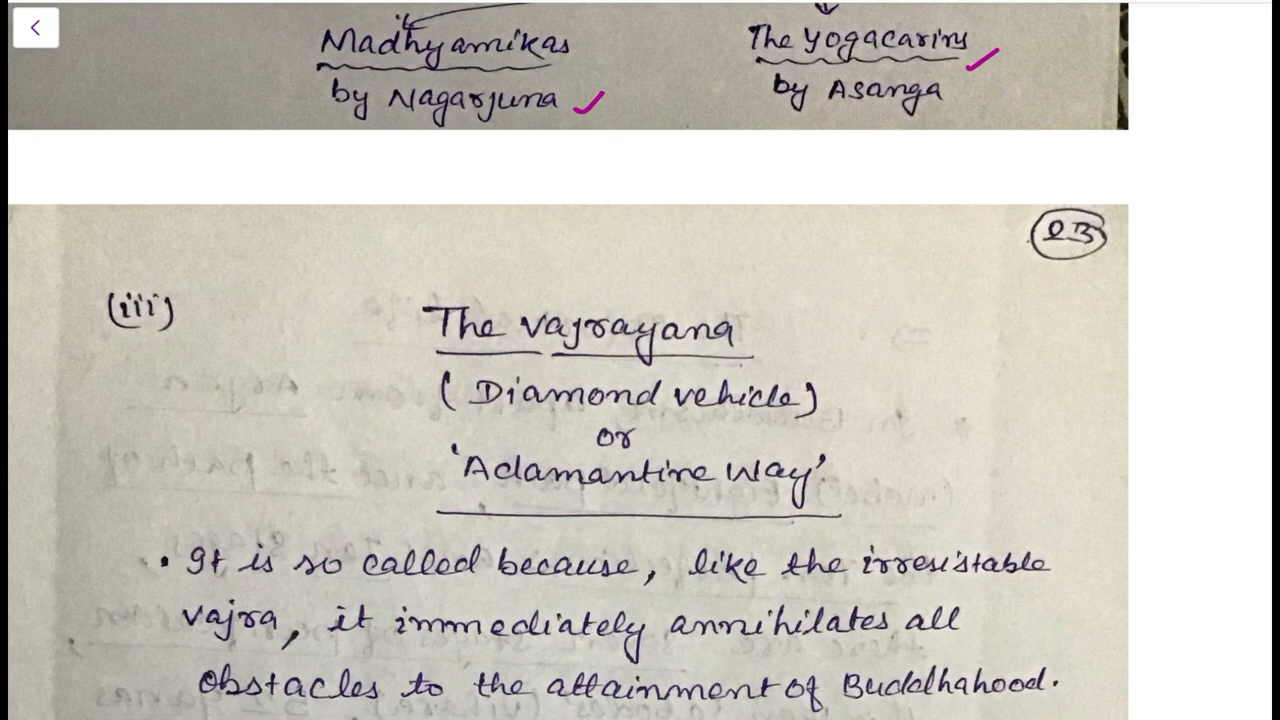 Madhyamikas
by Nagarjuna
The Yogacarins
by Asanga
23
(iii)
The Vajrayana
(Diamond vehicle)
or
'Adamantine Way'
• It is so called because, like the irresistable
vajra, it immediately annihilates all
obstacles to the attainment of Buddhahood.